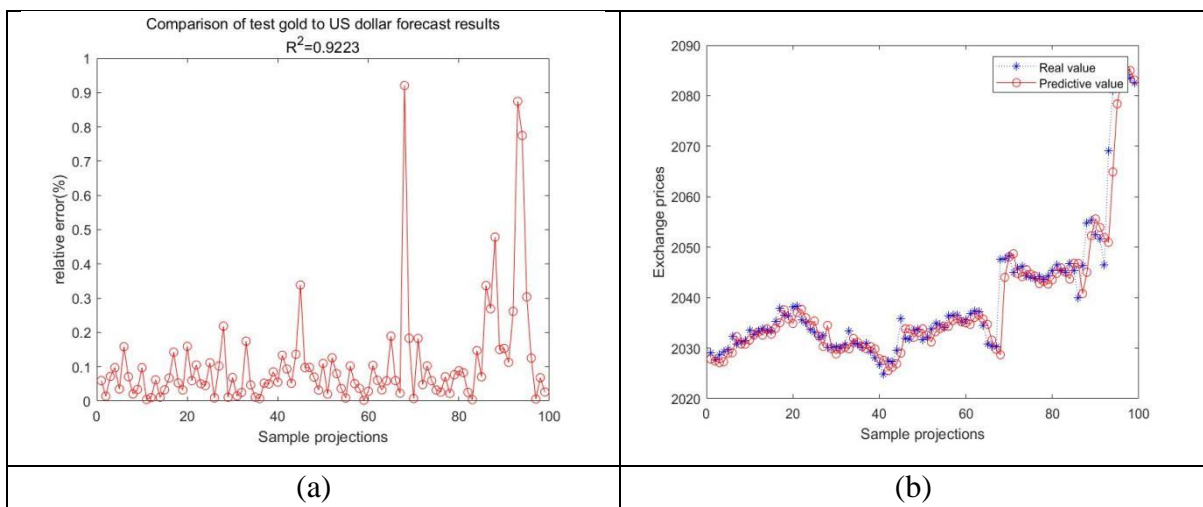 Comparison of test gold to US dollar forecast results
R²=0.9223
1
0.9
0.8
0.7
0.6
0.5
0.4
0.3
0.2
0.1
0
relative error(%)
0 20 40 60 80 100
Sample projections
(a)
2090
2080
2070
2060
2050
2040
2030
2020
Exchange prices
Real value
Predictive value
0 20 40 60 80 100
Sample projections
(b)